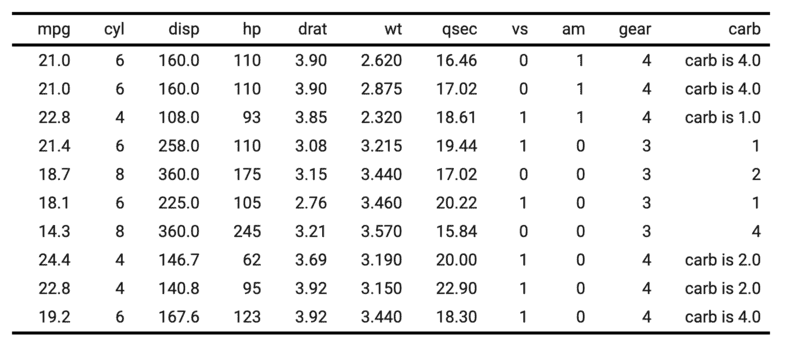 mpg cyl disp hp drat wt qsec vs am gear carb
21.0 6 160.0 110 3.90 2.620 16.46 0 1 4 carb is 4.0
21.0 6 160.0 110 3.90 2.875 17.02 0 1 4 carb is 4.0
22.8 4 108.0 93 3.85 2.320 18.61 1 1 4 carb is 1.0
21.4 6 258.0 110 3.08 3.215 19.44 1 0 3 1
18.7 8 360.0 175 3.15 3.440 17.02 0 0 3 2
18.1 6 225.0 105 2.76 3.460 20.22 1 0 3 1
14.3 8 360.0 245 3.21 3.570 15.84 0 0 3 4
24.4 4 146.7 62 3.69 3.190 20.00 1 0 4 carb is 2.0
22.8 4 140.8 95 3.92 3.150 22.90 1 0 4 carb is 2.0
19.2 6 167.6 123 3.92 3.440 18.30 1 0 4 carb is 4.0